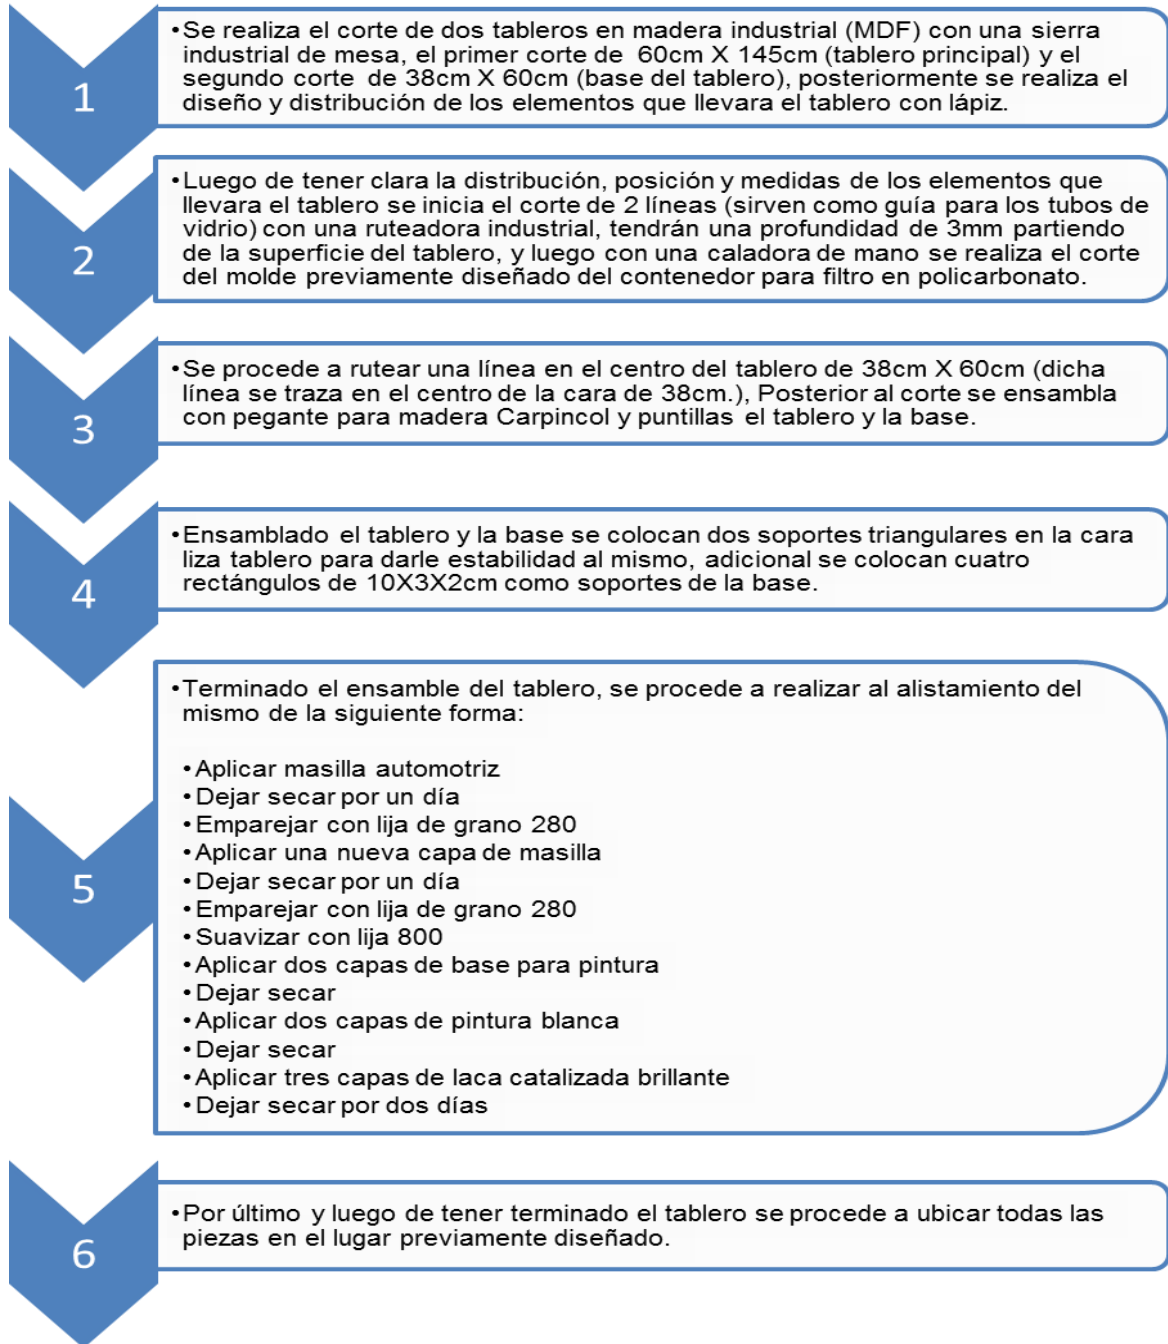 1
•Se realiza el corte de dos tableros en madera industrial (MDF) con una sierra
industrial de mesa, el primer corte de 60cm X 145cm (tablero principal) y el
segundo corte de 38cm X 60cm (base del tablero), posteriormente se realiza el
diseño y distribución de los elementos que llevara el tablero con lápiz.
2
•Luego de tener clara la distribución, posición y medidas de los elementos que
llevara el tablero se inicia el corte de 2 líneas (sirven como guía para los tubos de
vidrio) con una ruteadora industrial, tendrán una profundidad de 3mm partiendo
de la superficie del tablero, y luego con una caladora de mano se realiza el corte
del molde previamente diseñado del contenedor para filtro en policarbonato.
3
•Se procede a rutear una línea en el centro del tablero de 38cm X 60cm (dicha
línea se traza en el centro de la cara de 38cm.), Posterior al corte se ensambla
con pegante para madera Carpincol y puntillas el tablero y la base.
4
•Ensamblado el tablero y la base se colocan dos soportes triangulares en la cara
liza tablero para darle estabilidad al mismo, adicional se colocan cuatro
rectángulos de 10X3X2cm como soportes de la base.
5
•Terminado el ensamble del tablero, se procede a realizar al alistamiento del
mismo de la siguiente forma:
•Aplicar masilla automotriz
•Dejar secar por un día
•Emparejar con lija de grano 280
•Aplicar una nueva capa de masilla
•Dejar secar por un día
•Emparejar con lija de grano 280
•Suavizar con lija 800
•Aplicar dos capas de base para pintura
•Dejar secar
•Aplicar dos capas de pintura blanca
•Dejar secar
•Aplicar tres capas de laca catalizada brillante
•Dejar secar por dos días
6
•Por último y luego de tener terminado el tablero se procede a ubicar todas las
piezas en el lugar previamente diseñado.